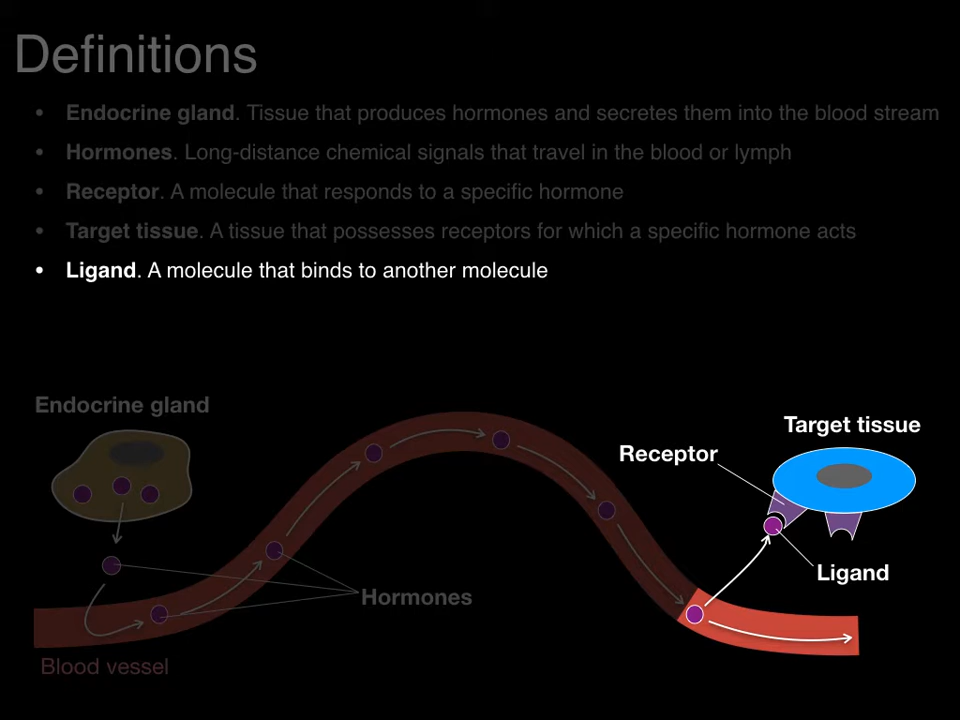 Definitions
• Endocrine gland. Tissue that produces hormones and secretes them into the blood stream
• Hormones. Long-distance chemical signals that travel in the blood or lymph
• Receptor. A molecule that responds to a specific hormone
• Target tissue. A tissue that possesses receptors for which a specific hormone acts
• Ligand. A molecule that binds to another molecule
Endocrine gland
Target tissue
Receptor
Ligand
Hormones
Blood vessel